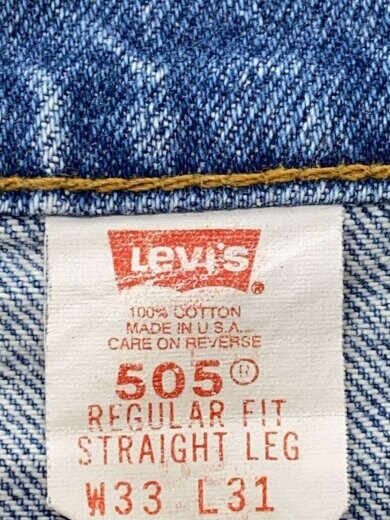 Levi's ®
100% COTTON
MADE IN U.S.A.
CARE ON REVERSE
505®
REGULAR FIT
STRAIGHT LEG
W33 L31